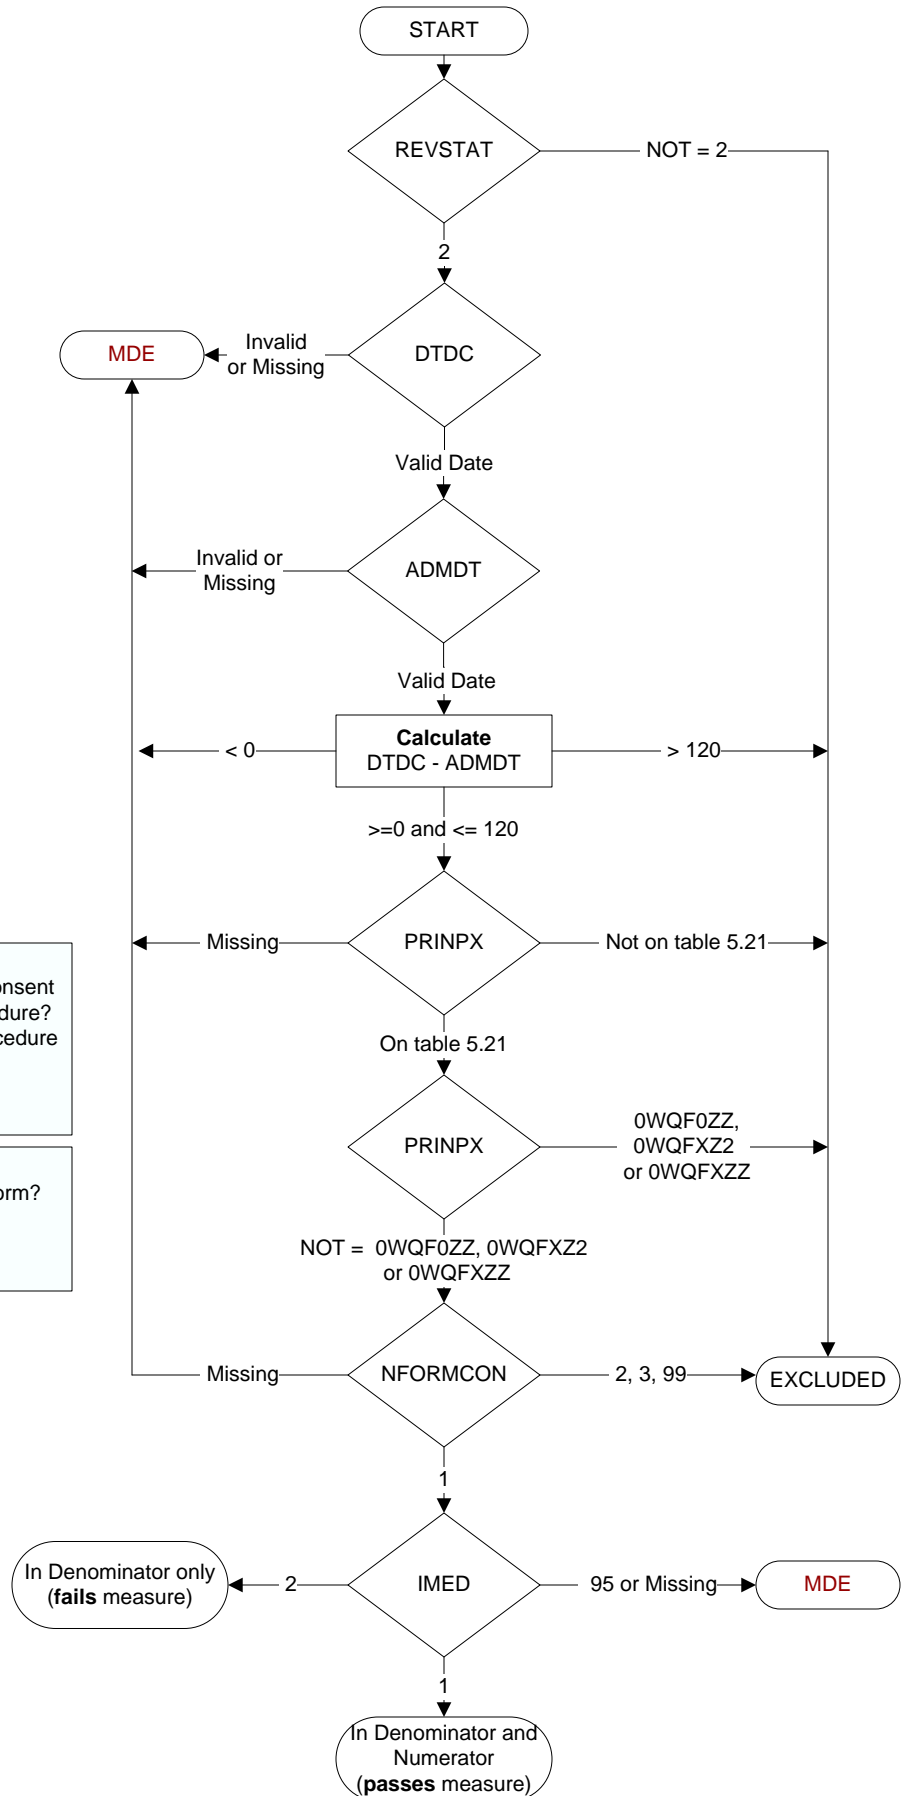 START
REVSTAT
NOT = 2
2
DTDC
Invalid
or Missing
MDE
Valid Date
ADMDT
Invalid or
Missing
Valid Date
Calculate
DTDC - ADMDT
< 0
> 120
>=0 and <= 120
PRINPX
Missing
Not on table 5.21
On table 5.21
PRINPX
0WQF0ZZ,
0WQFXZ2
or 0WQFXZZ
NOT = 0WQF0ZZ, 0WQFXZ2
or 0WQFXZZ
NFORMCON
Missing
2, 3, 99
EXCLUDED
1
IMED
2
In Denominator only
(fails measure)
95 or Missing
MDE
1
In Denominator and
Numerator
(passes measure)